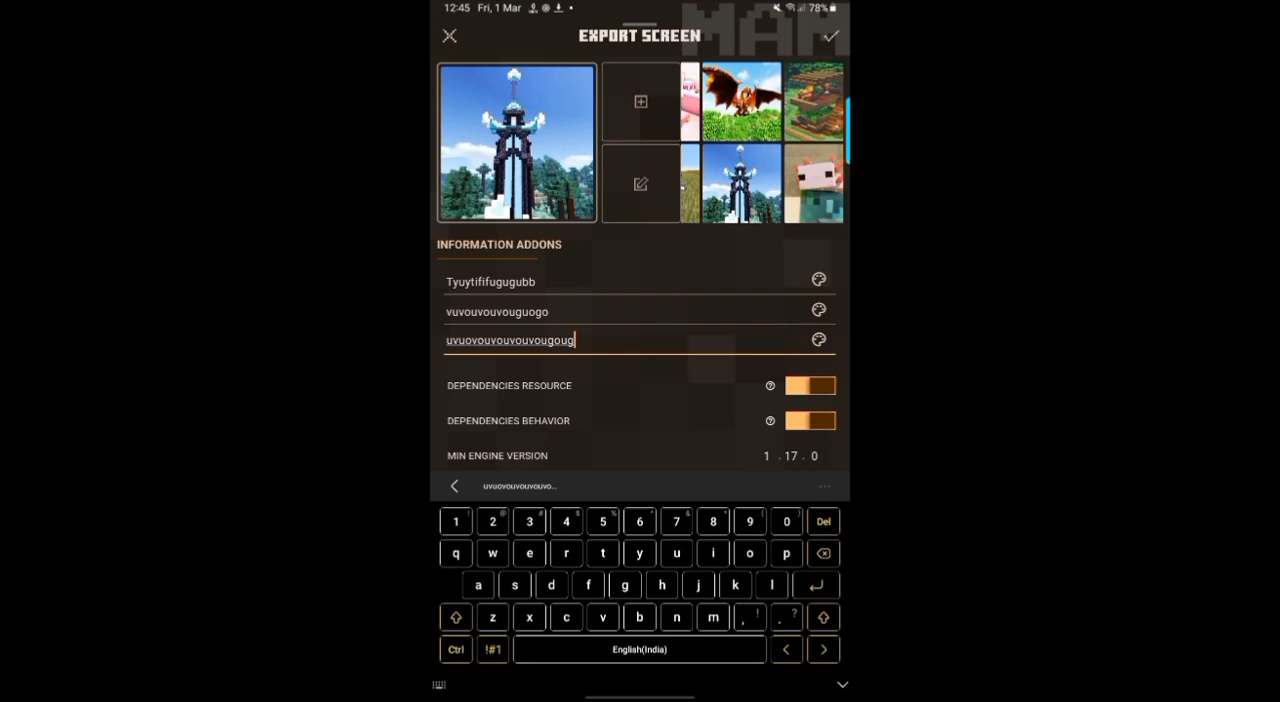 12:45 Fri, 1 Mar 78%
MAM
EXPORT SCREEN
INFORMATION ADDONS
Tyuytififugugubb
vuvouvouvouguogo
uvuovouvouvouvougoug
DEPENDENCIES RESOURCE
DEPENDENCIES BEHAVIOR
MIN ENGINE VERSION 1 . 17 . 0
uvuovouvouvouvo...
1 ! 2 @ 3 # 4 $ 5 % 6 ^ 7 & 8 * 9 ( 0 ) Del
q w e r t y u i o p
a s d f g h j k l
z x c v b n m , ! . ?
Ctrl !#1 English(India) < >